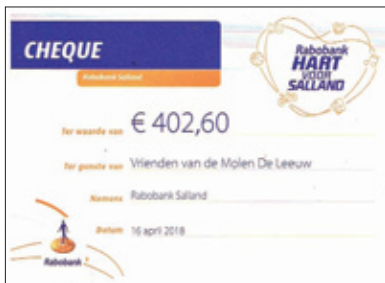 CHEQUE
Rabobank Salland
Rabobank
HART
VOOR
SALLAND
Ter waarde van € 402,60
Ter gunste van Vrienden van de Molen De Leeuw
Namens Rabobank Salland
Datum 16 april 2018
Rabobank